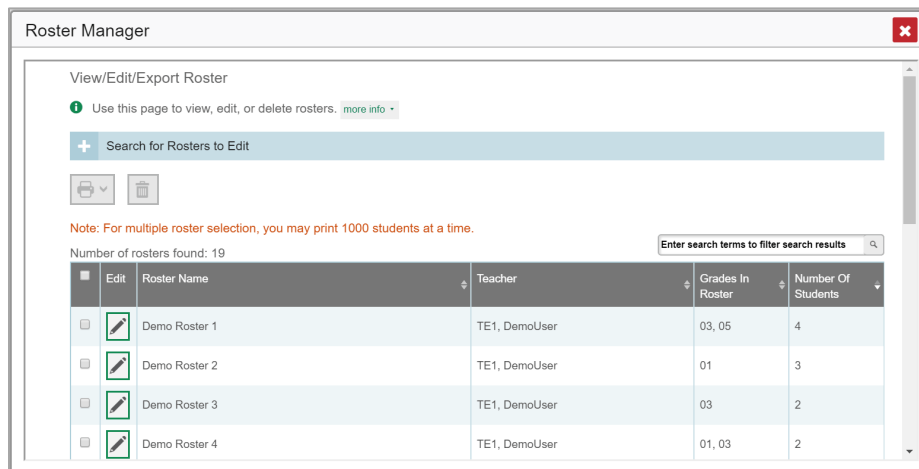 Roster Manager
View/Edit/Export Roster
Use this page to view, edit, or delete rosters. more info
Search for Rosters to Edit
Note: For multiple roster selection, you may print 1000 students at a time.
Number of rosters found: 19
Enter search terms to filter search results
Edit Roster Name Teacher Grades In Roster Number Of Students
Demo Roster 1 TE1, DemoUser 03, 05 4
Demo Roster 2 TE1, DemoUser 01 3
Demo Roster 3 TE1, DemoUser 03 2
Demo Roster 4 TE1, DemoUser 01, 03 2